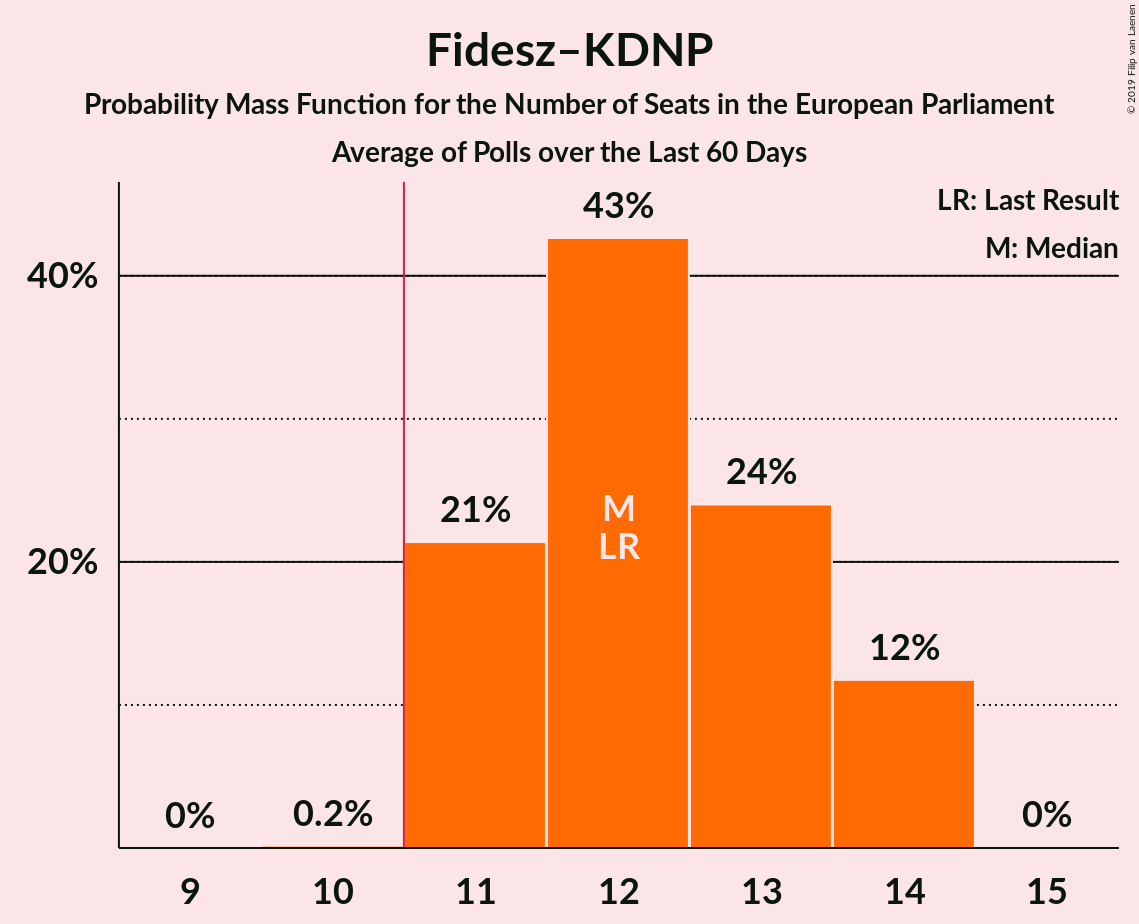 Fidesz–KDNP
Probability Mass Function for the Number of Seats in the European Parliament
Average of Polls over the Last 60 Days
© 2019 Filip van Laenen
LR: Last Result
M: Median
40%
20%
0%
0.2%
21%
43%
M
LR
24%
12%
0%
9
10
11
12
13
14
15